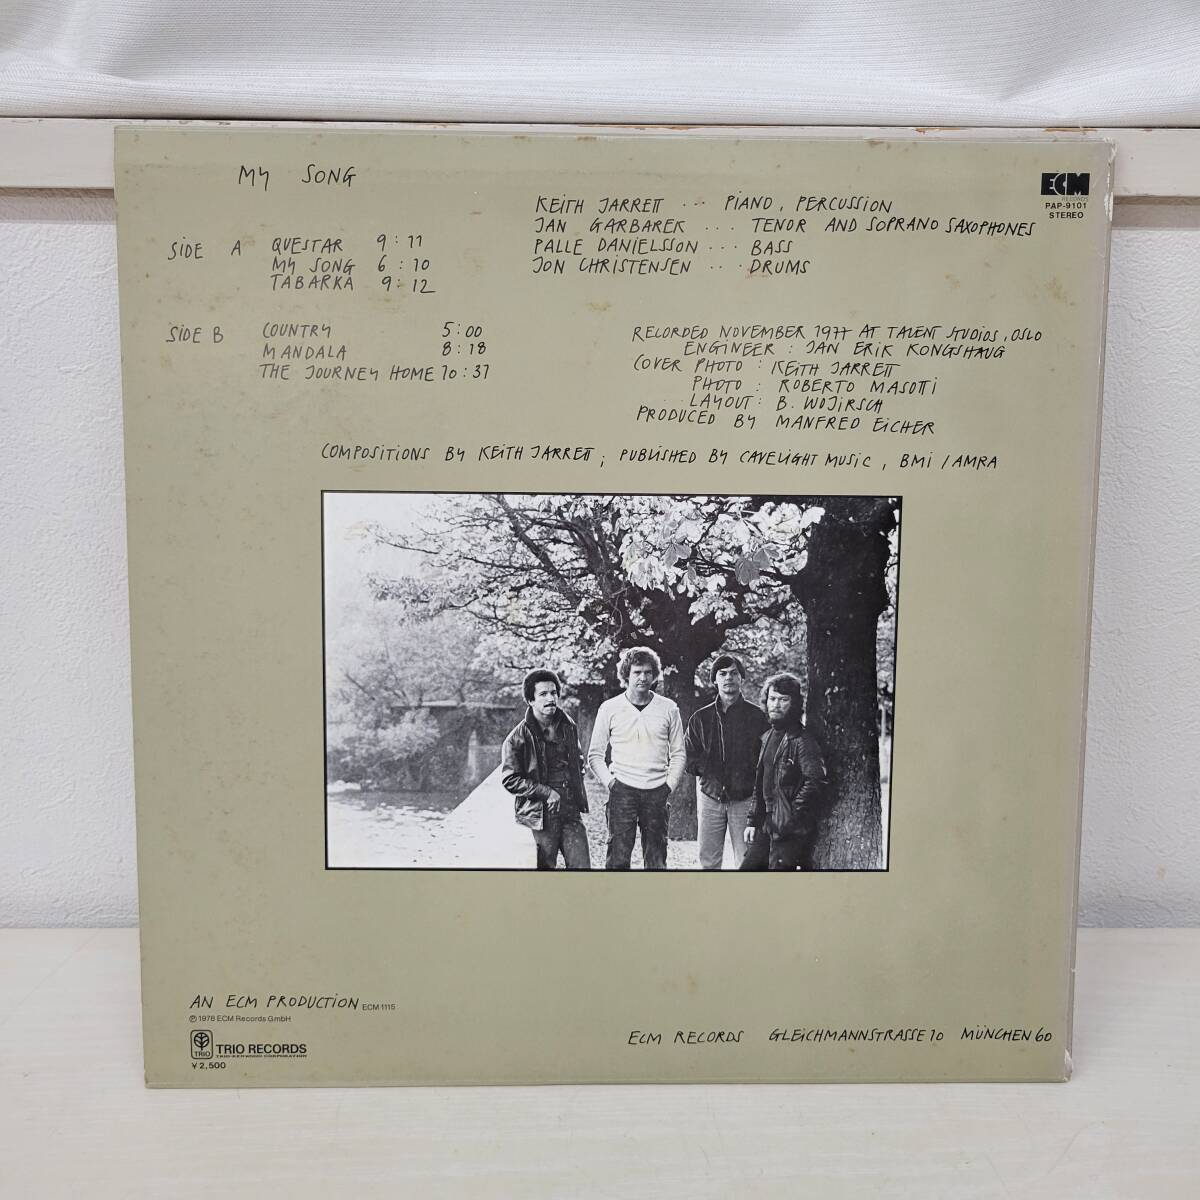 MY SONG
ECM
RECORDS
PAP-9101
STEREO
KEITH JARRETT ... PIANO, PERCUSSION
JAN GARBAREK ... TENOR AND SOPRANO SAXOPHONES
PALLE DANIELSSON ... BASS
JON CHRISTENSEN ... DRUMS
SIDE A QUESTAR 9:11
MY SONG 6:10
TABARKA 9:12
SIDE B COUNTRY 5:00
MANDALA 8:18
THE JOURNEY HOME 10:31
RECORDED NOVEMBER 1977 AT TALENT STUDIOS, OSLO
ENGINEER: JAN ERIK KONGSHAUG
COVER PHOTO: KEITH JARRETT
PHOTO: ROBERTO MASOTTI
LAYOUT: B. WOJIRSCH
PRODUCED BY MANFRED EICHER
COMPOSITIONS BY KEITH JARRETT; PUBLISHED BY CAVELIGHT MUSIC, BMI / AMRA
AN ECM PRODUCTION ECM 1115
℗ 1978 ECM Records GmbH
TRIO
TRIO RECORDS
TRIO-KENWOOD CORPORATION
¥2,500
ECM RECORDS GLEICHMANNSTRASSE 10 MÜNCHEN 60